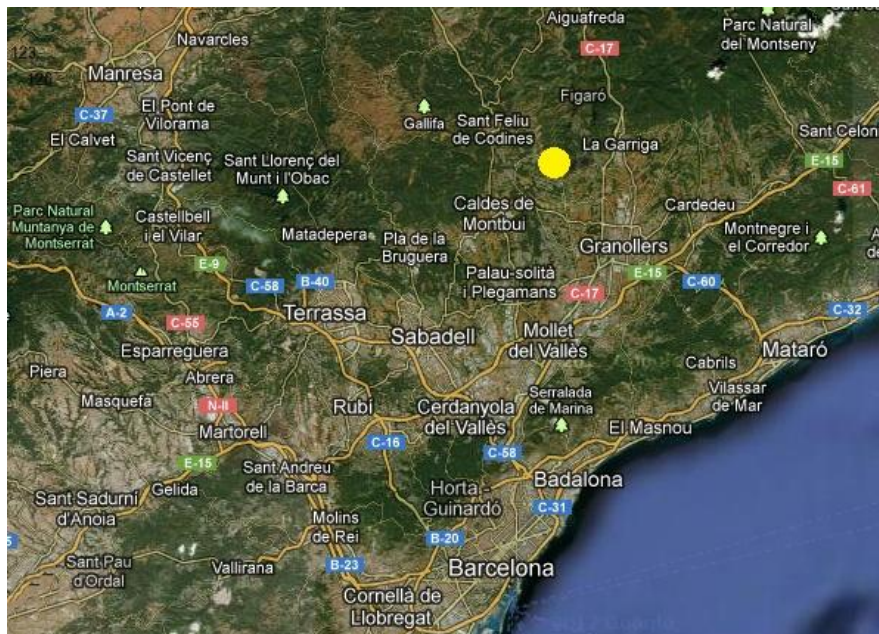 Aiguafreda
Parc Natural
del Montseny
Navarcles
C-17
123
Manresa
126
Figaró
El Pont de
Vilorama
C-37
Gallifa
Sant Feliu
de Codines
Sant Celon
El Calvet
La Garriga
Sant Vicenç
de Castellet
Sant Llorenç del
Munt i l'Obac
E-15
C-61
Parc Natural
Muntanya de
Montserrat
Castellbell
i el Vilar
Caldes de
Montbui
Cardedeu
Montnegre i
el Corredor
Matadepera
Pla de la
Bruguera
Granollers
E-9
Montserrat
C-58
B-40
Palau-solità
i Plegamans
E-15
C-60
C-17
A-2
Terrassa
C-32
C-55
Sabadell
Mollet
del Vallès
Esparreguera
Mataró
Piera
Abrera
Cabrils
Masquefa
N-II
Rubí
Cerdanyola
del Vallès
Serralada
de Marina
Vilassar
de Mar
Martorell
C-16
El Masnou
E-15
Sant Andreu
de la Barca
C-58
Gelida
Horta -
Guinardó
Badalona
Sant Sadurní
d'Anoia
C-31
Molins
de Rei
B-20
Sant Pau
d'Ordal
Vallirana
B-23
Barcelona
Cornellà de
Llobregat